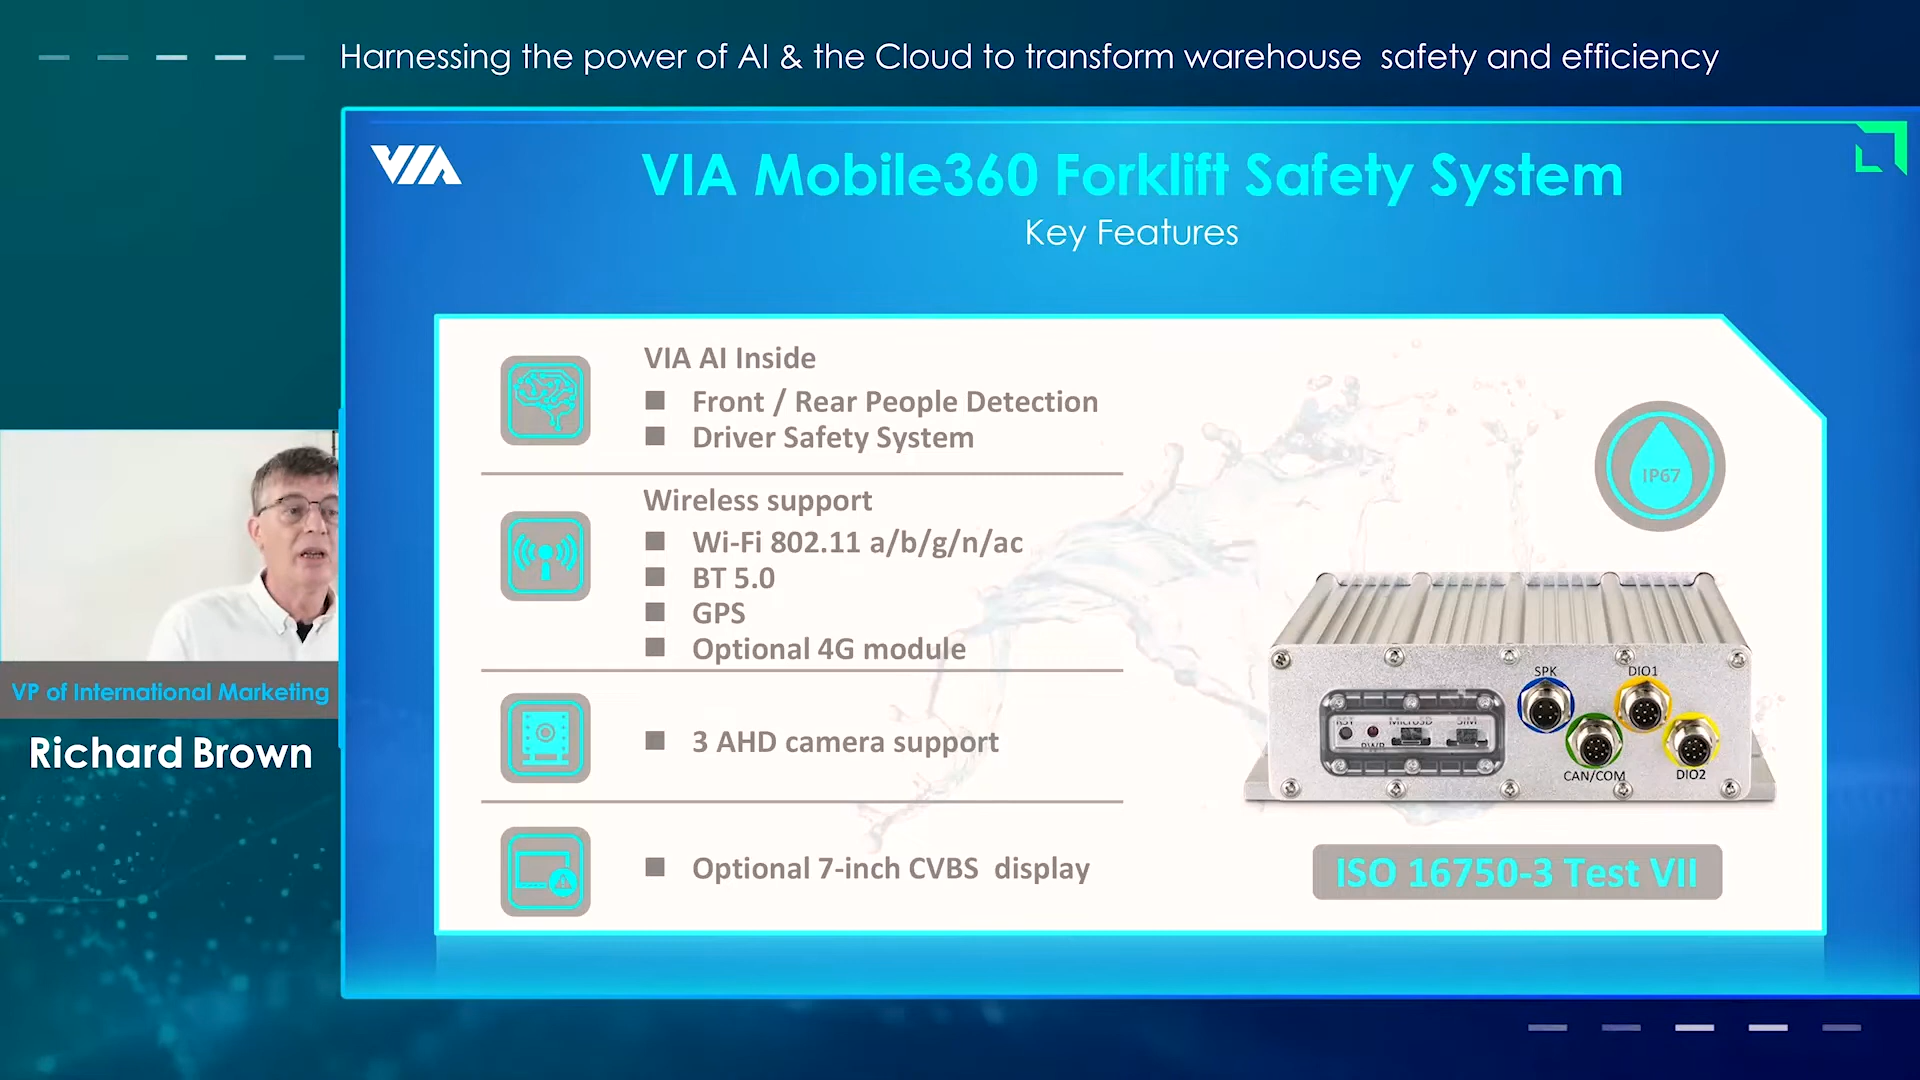 Harnessing the power of AI & the Cloud to transform warehouse safety and efficiency
VIA
VIA Mobile360 Forklift Safety System
Key Features
VIA AI Inside
Front / Rear People Detection
Driver Safety System
Wireless support
Wi-Fi 802.11 a/b/g/n/ac
BT 5.0
GPS
Optional 4G module
3 AHD camera support
Optional 7-inch CVBS display
IP67
SPK
DIO1
RST
MicroSD
SIM
PWR
CAN/COM
DIO2
ISO 16750-3 Test VII
VP of International Marketing
Richard Brown